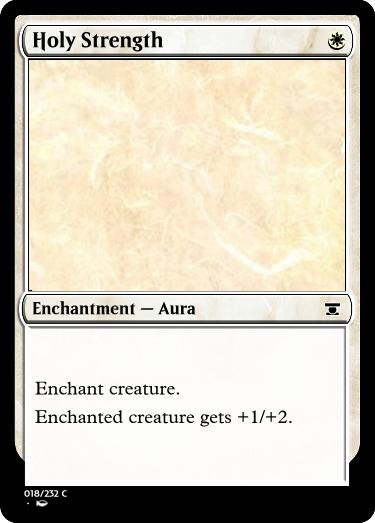 Holy Strength
Enchantment — Aura
Enchant creature.
Enchanted creature gets +1/+2.
018/232 C